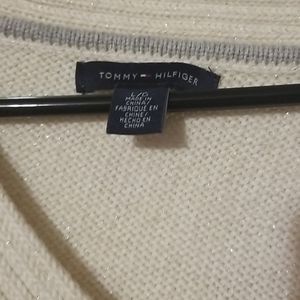 TOMMY HILFIGER
L/G
MADE IN
CHINA/
FABRIQUÉ EN
CHINE/
HECHO EN
CHINA